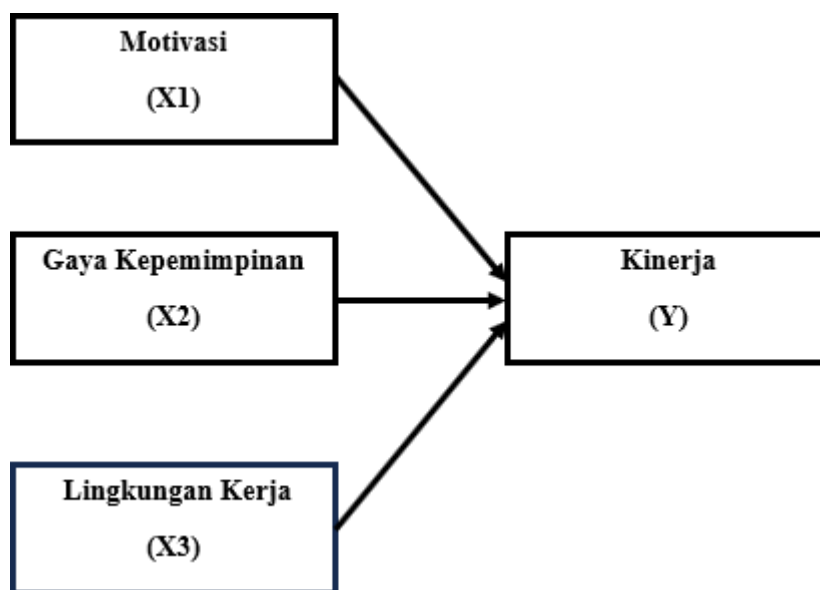 Motivasi
(X1)
Gaya Kepemimpinan
(X2)
Kinerja
(Y)
Lingkungan Kerja
(X3)